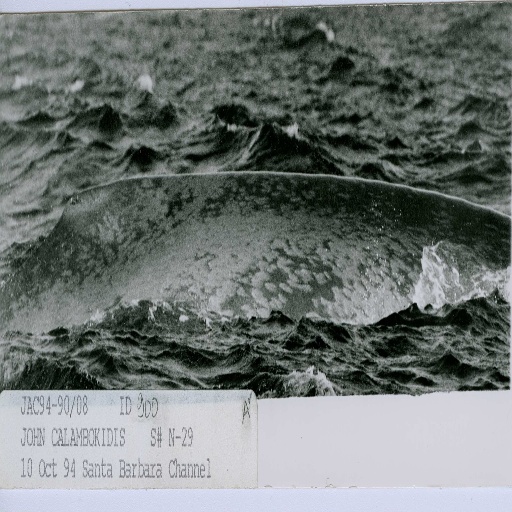 JAC94-90/08 ID 300 A
JOHN CALAMBOKIDIS S# N-29
10 Oct 94 Santa Barbara Channel